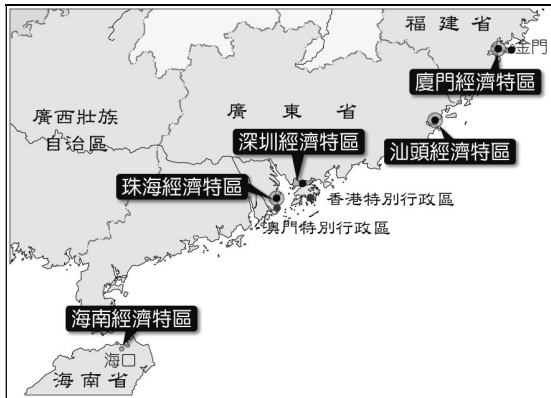 福建省
金門
廈門經濟特區
廣西壯族
自治區
廣東省
汕頭經濟特區
深圳經濟特區
珠海經濟特區
香港特別行政區
澳門特別行政區
海南經濟特區
海口
海南省